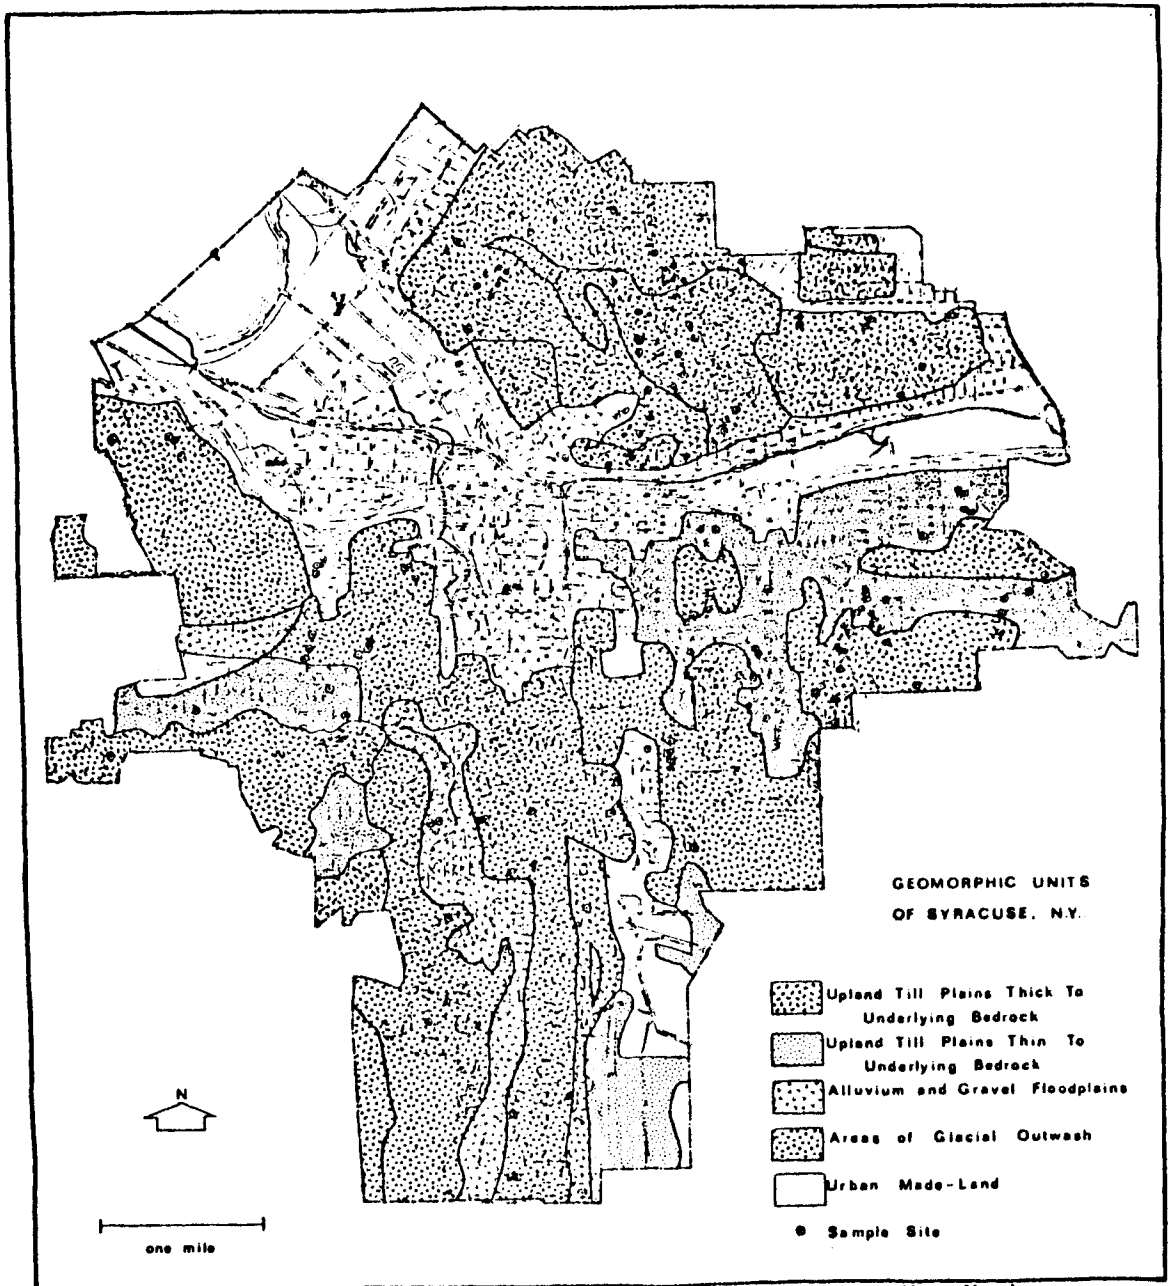 GEOMORPHIC UNITS
OF SYRACUSE, N.Y.
Upland Till Plains Thick To
Underlying Bedrock
Upland Till Plains Thin To
Underlying Bedrock
Alluvium and Gravel Floodplains
Areas of Glacial Outwash
Urban Made-Land
Sample Site
N
one mile